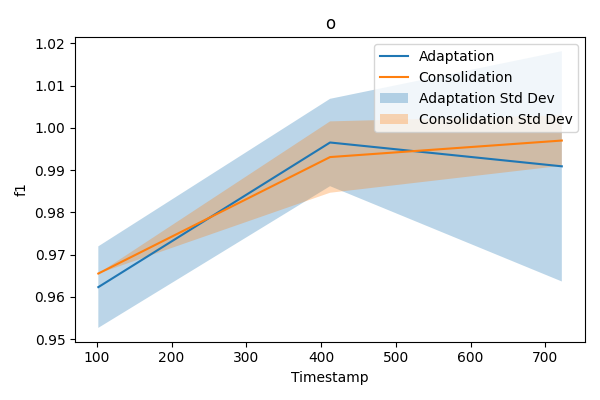 o
1.02
1.01
1.00
0.99
0.98
0.97
0.96
0.95
f1
Adaptation
Consolidation
Adaptation Std Dev
Consolidation Std Dev
100 200 300 400 500 600 700
Timestamp